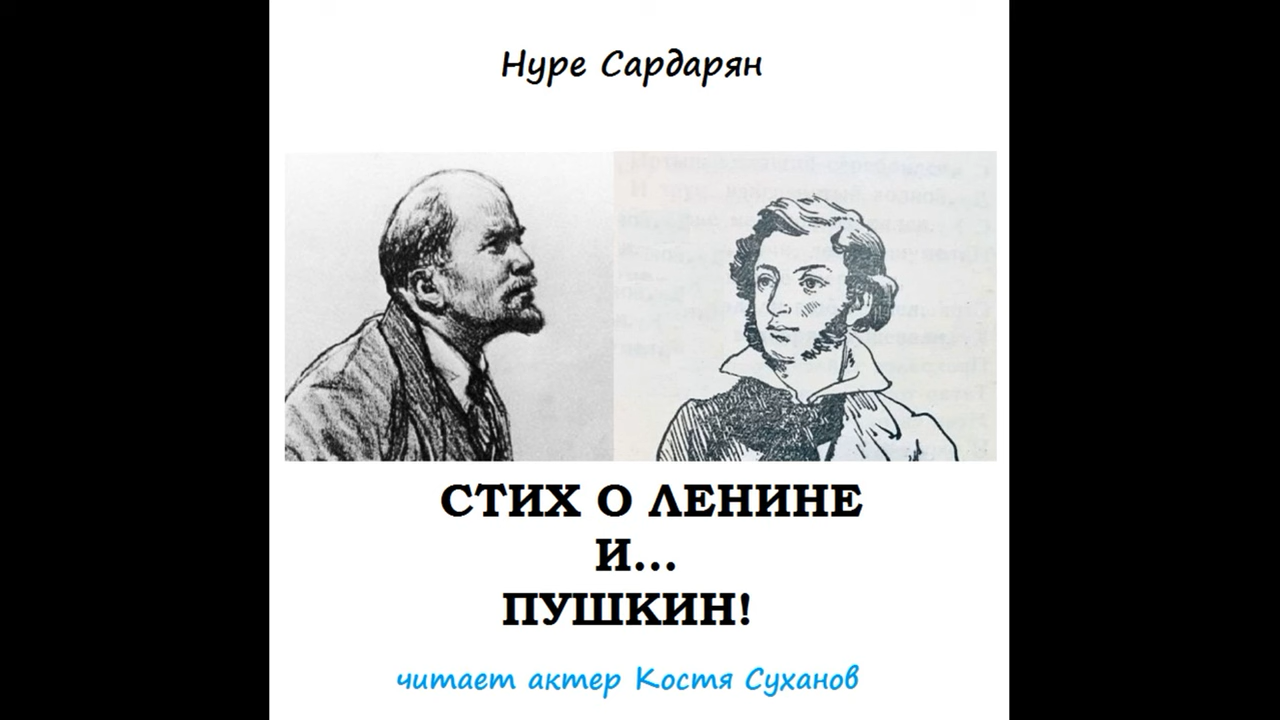 Нуре Сардарян
СТИХ О ЛЕНИНЕ
И...
ПУШКИН!
читает актер Костя Суханов